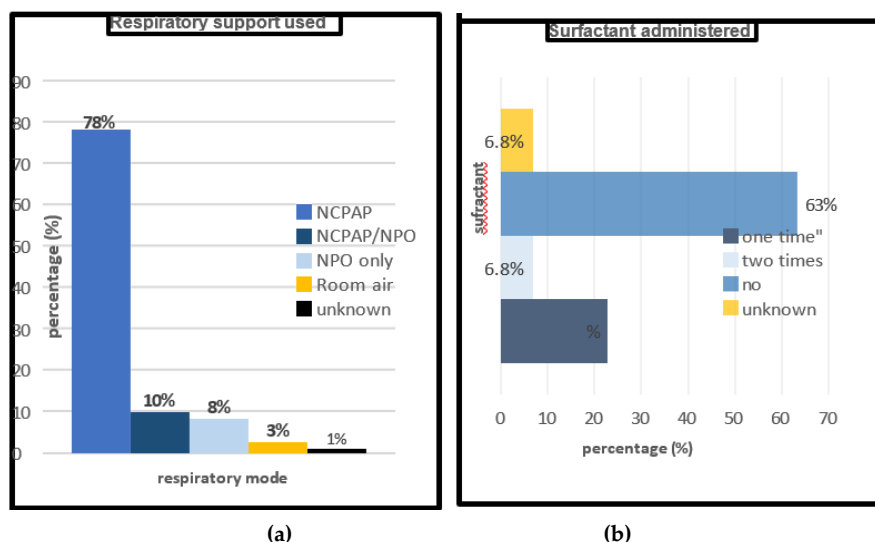 Respiratory support used
90
80
70
60
50
40
30
20
10
0
percentage (%)
78%
10%
8%
3%
1%
NCPAP
NCPAP/NPO
NPO only
Room air
unknown
respiratory mode
(a)
Surfactant administered
sufractant
6.8%
63%
6.8%
%
one time"
two times
no
unknown
0 10 20 30 40 50 60 70
percentage (%)
(b)